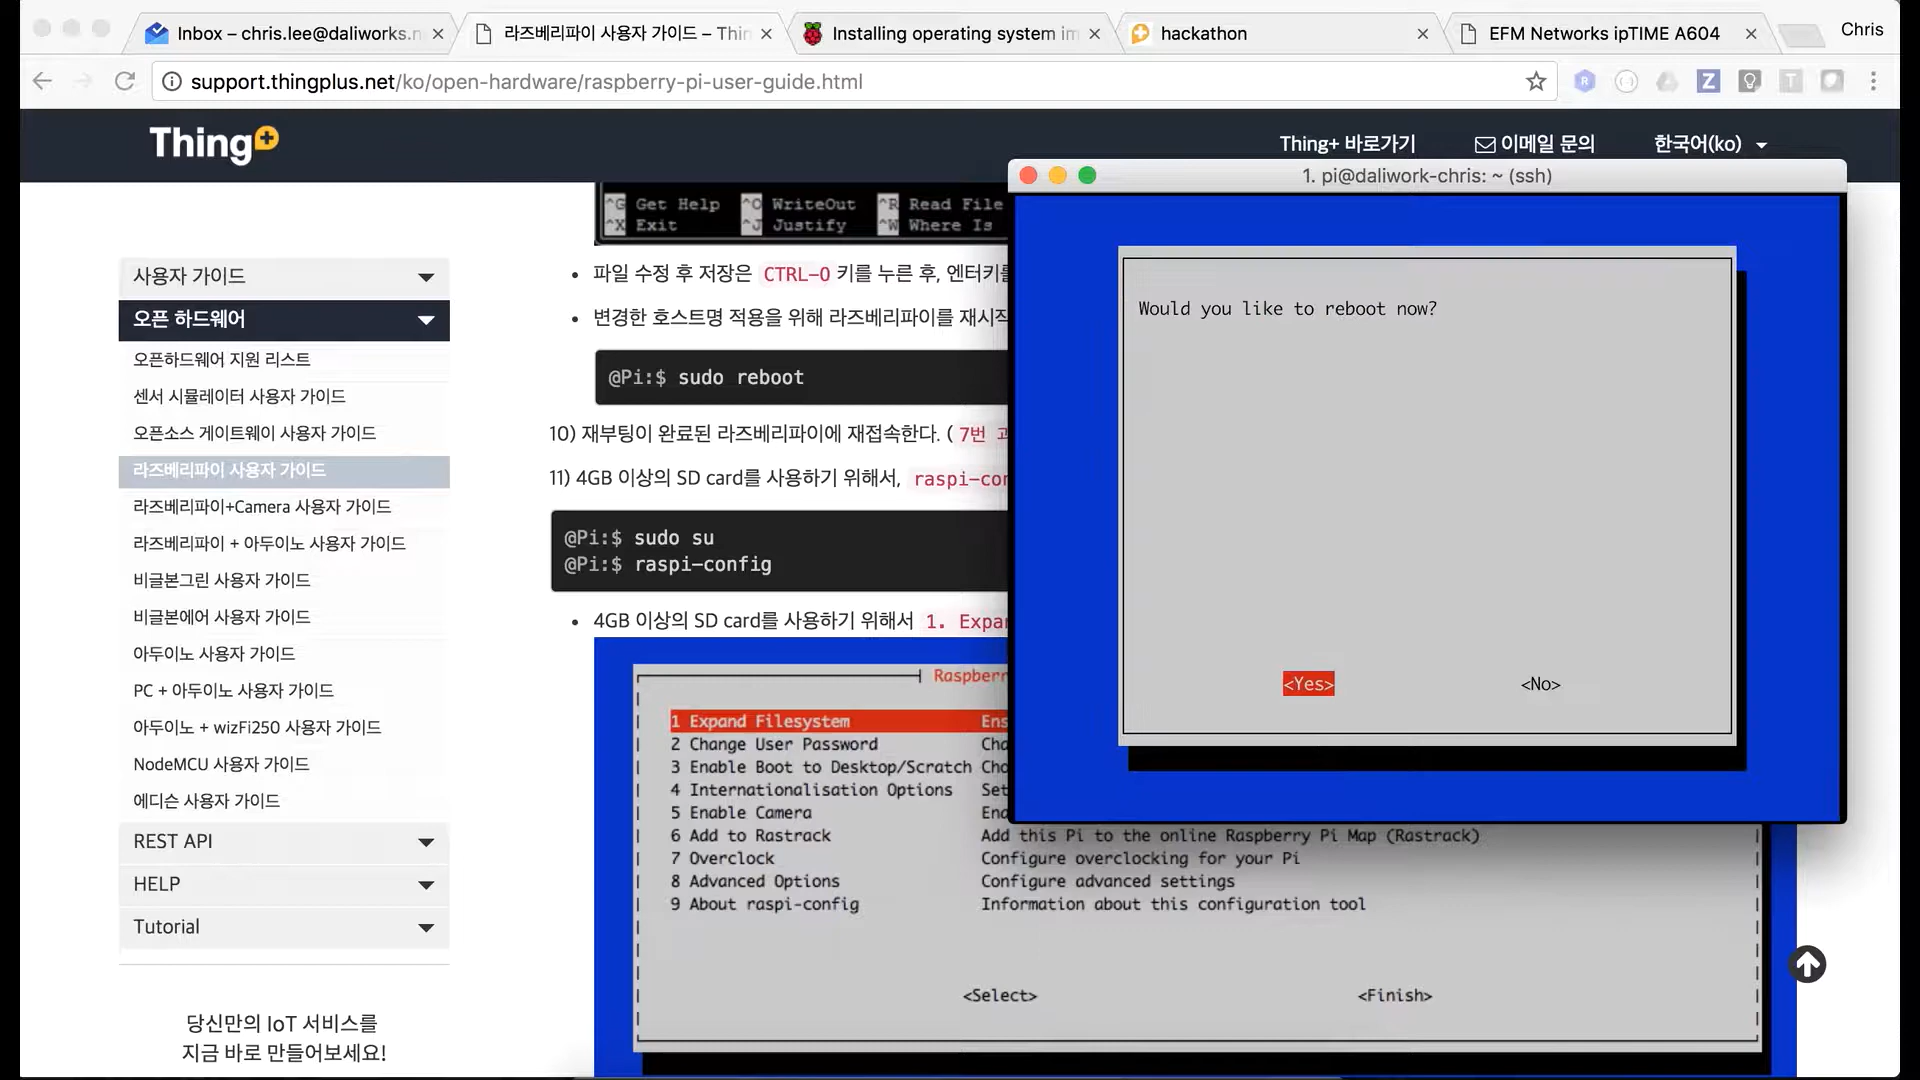 Inbox – chris.lee@daliworks.n
라즈베리파이 사용자 가이드 – Thin
Installing operating system im
hackathon
EFM Networks ipTIME A604
Chris
support.thingplus.net/ko/open-hardware/raspberry-pi-user-guide.html
Thing+
Thing+ 바로가기
이메일 문의
한국어(ko)
사용자 가이드
오픈 하드웨어
오픈하드웨어 지원 리스트
센서 시뮬레이터 사용자 가이드
오픈소스 게이트웨이 사용자 가이드
라즈베리파이 사용자 가이드
라즈베리파이+Camera 사용자 가이드
라즈베리파이 + 아두이노 사용자 가이드
비글본그린 사용자 가이드
비글본에어 사용자 가이드
아두이노 사용자 가이드
PC + 아두이노 사용자 가이드
아두이노 + wizFi250 사용자 가이드
NodeMCU 사용자 가이드
에디슨 사용자 가이드
REST API
HELP
Tutorial
당신만의 IoT 서비스를
지금 바로 만들어보세요!
^G Get Help ^O WriteOut ^R Read File
^X Exit ^J Justify ^W Where Is
파일 수정 후 저장은 CTRL-O 키를 누른 후, 엔터키를
변경한 호스트명 적용을 위해 라즈베리파이를 재시작
@Pi:$ sudo reboot
10) 재부팅이 완료된 라즈베리파이에 재접속한다. ( 7번 과
11) 4GB 이상의 SD card를 사용하기 위해서, raspi-con
@Pi:$ sudo su
@Pi:$ raspi-config
4GB 이상의 SD card를 사용하기 위해서 1. Expan
Raspberr
1 Expand Filesystem Ens
2 Change User Password Cha
3 Enable Boot to Desktop/Scratch Cho
4 Internationalisation Options Set
5 Enable Camera Ena
6 Add to Rastrack Add this Pi to the online Raspberry Pi Map (Rastrack)
7 Overclock Configure overclocking for your Pi
8 Advanced Options Configure advanced settings
9 About raspi-config Information about this configuration tool
<Select> <Finish>
1. pi@daliwork-chris: ~ (ssh)
Would you like to reboot now?
<Yes> <No>